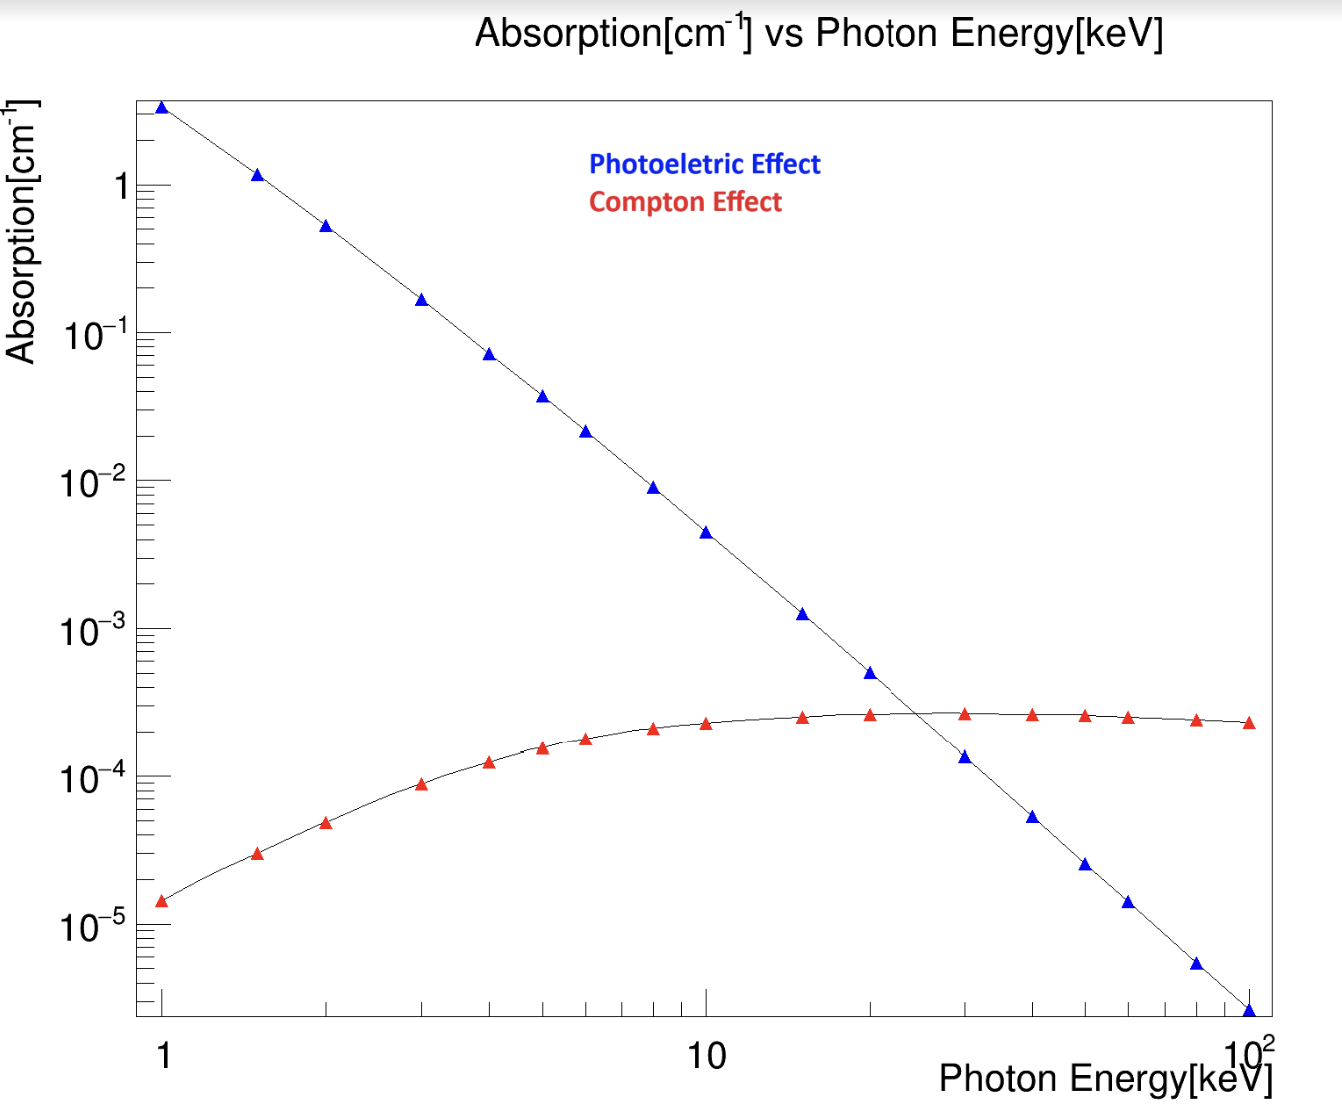 Absorption[cm⁻¹] vs Photon Energy[keV]
Absorption[cm⁻¹]
Photoeletric Effect
Compton Effect
1
10⁻¹
10⁻²
10⁻³
10⁻⁴
10⁻⁵
1
10
10²
Photon Energy[keV]